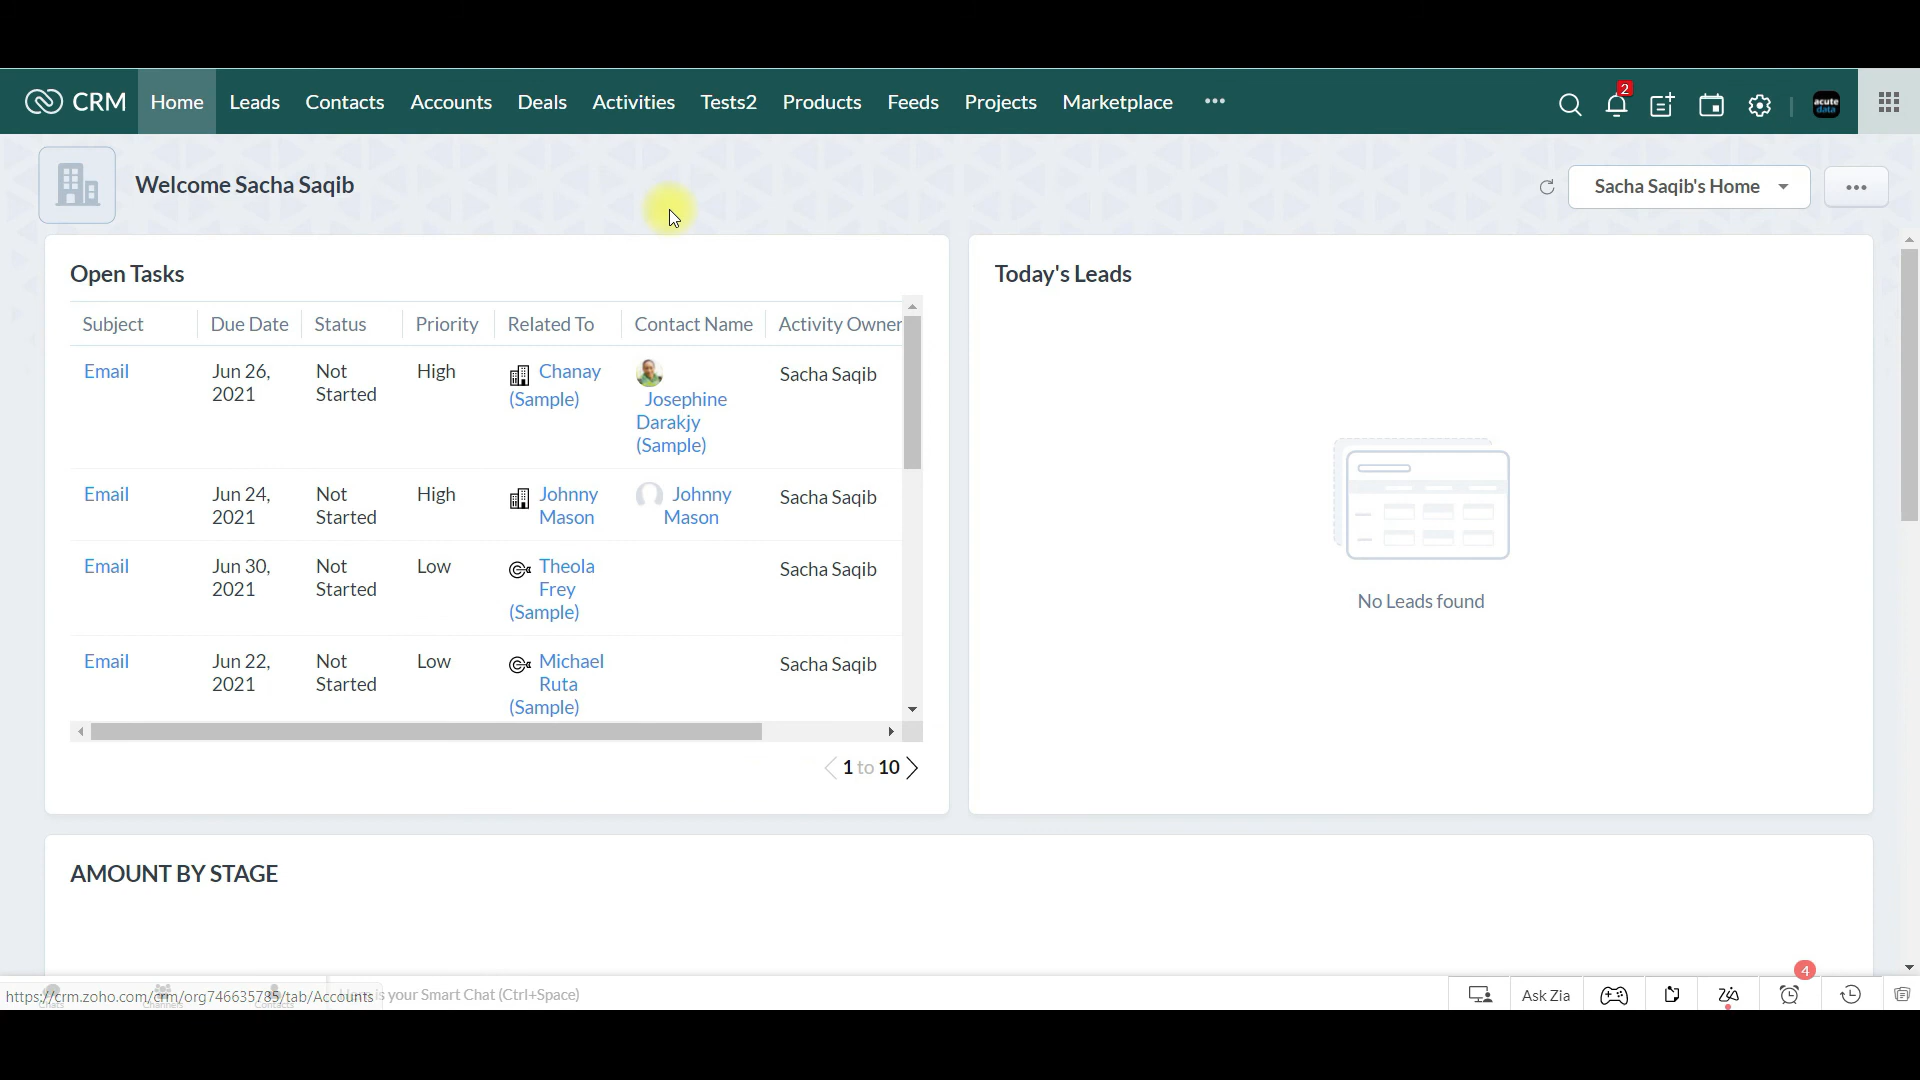 CRM Home Leads Contacts Accounts Deals Activities Tests2 Products Feeds Projects Marketplace ••• 2 acute data
Welcome Sacha Saqib
Sacha Saqib's Home
Open Tasks
Subject Due Date Status Priority Related To Contact Name Activity Owner
Email Jun 26, 2021 Not Started High Chanay (Sample) Josephine Darakjy (Sample) Sacha Saqib
Email Jun 24, 2021 Not Started High Johnny Mason Johnny Mason Sacha Saqib
Email Jun 30, 2021 Not Started Low Theola Frey (Sample) Sacha Saqib
Email Jun 22, 2021 Not Started Low Michael Ruta (Sample) Sacha Saqib
1 to 10
Today's Leads
No Leads found
AMOUNT BY STAGE
https://crm.zoho.com/crm/org746635785/tab/Accounts
is your Smart Chat (Ctrl+Space)
Ask Zia
4